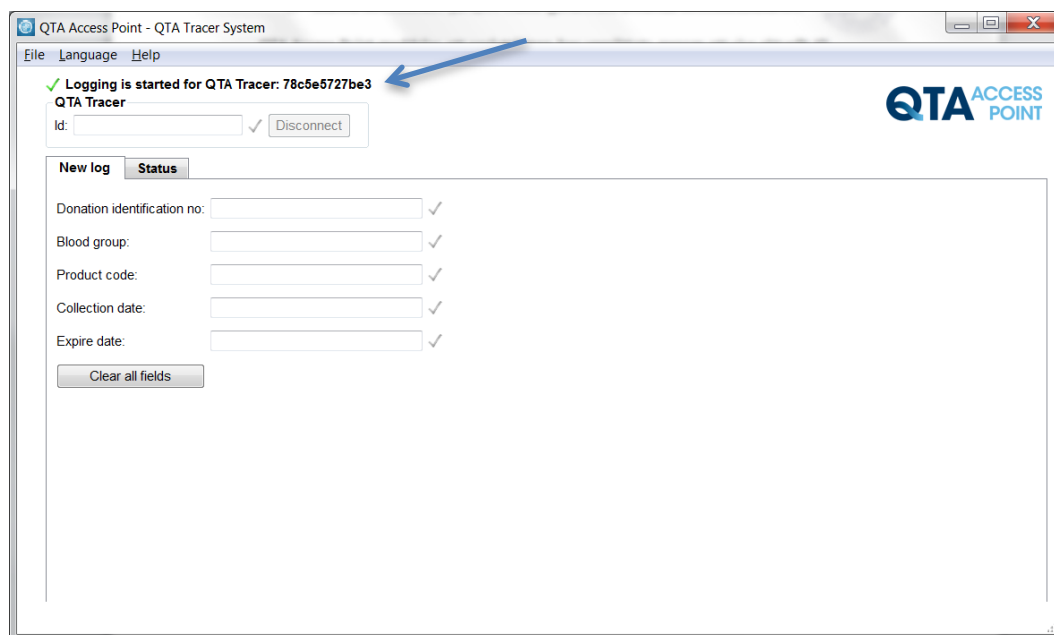 QTA Access Point - QTA Tracer System
File Language Help
Logging is started for QTA Tracer: 78c5e5727be3
QTA Tracer
Id:
Disconnect
QTA ACCESS POINT
New log
Status
Donation identification no:
Blood group:
Product code:
Collection date:
Expire date:
Clear all fields